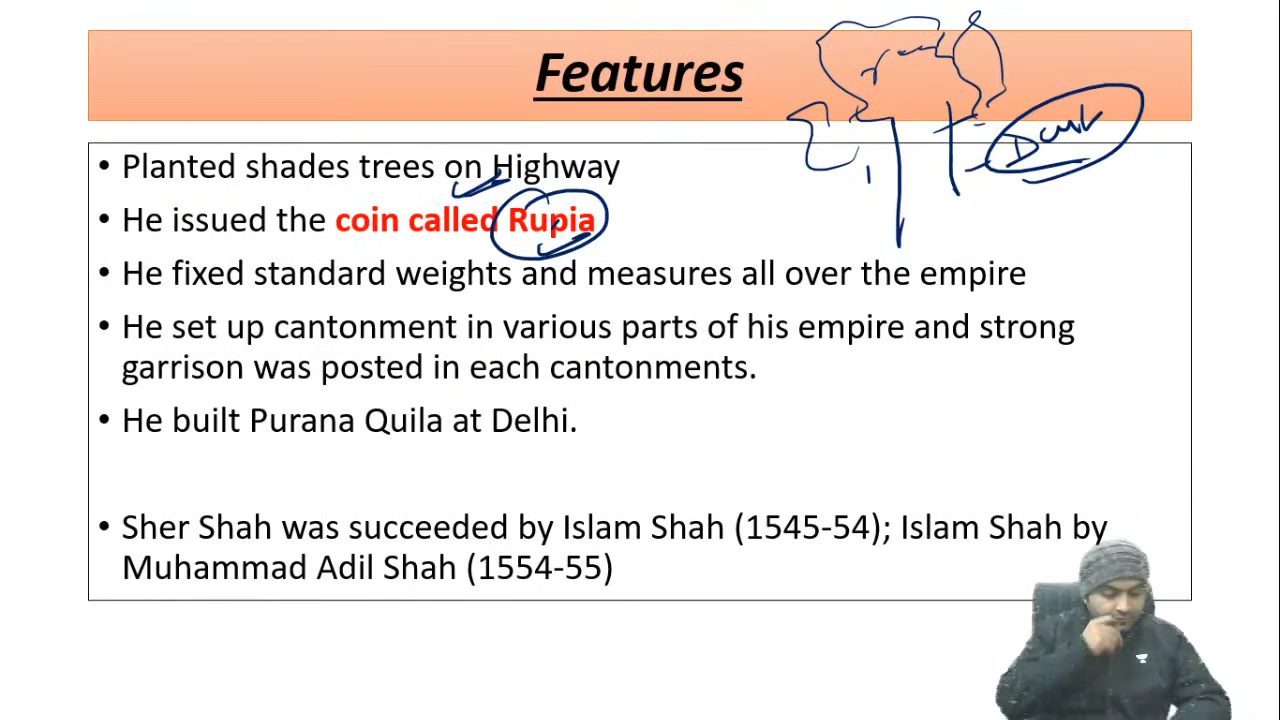 Features
• Planted shades trees on Highway
• He issued the coin called Rupia
• He fixed standard weights and measures all over the empire
• He set up cantonment in various parts of his empire and strong
garrison was posted in each cantonments.
• He built Purana Quila at Delhi.
• Sher Shah was succeeded by Islam Shah (1545-54); Islam Shah by
Muhammad Adil Shah (1554-55)